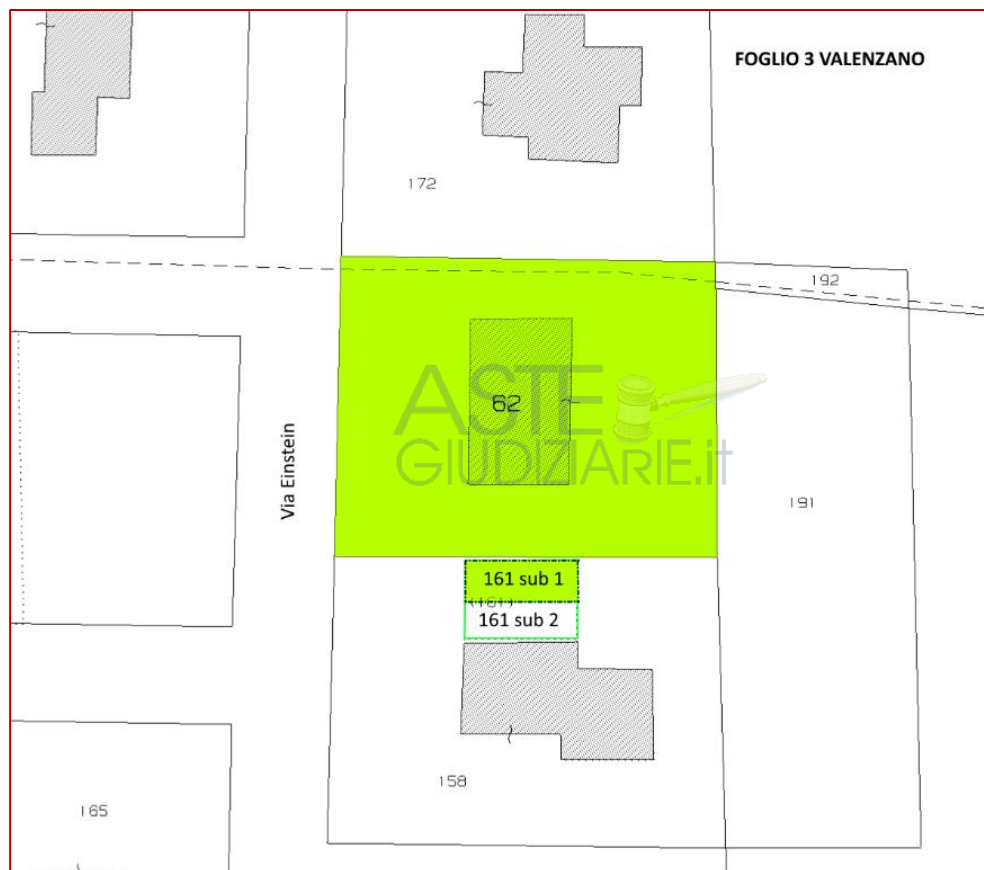 FOGLIO 3 VALENZANO
172
192
62
ASTE
GIUDIZIARIE.it
Via Einstein
191
161 sub 1
(161)
161 sub 2
158
165